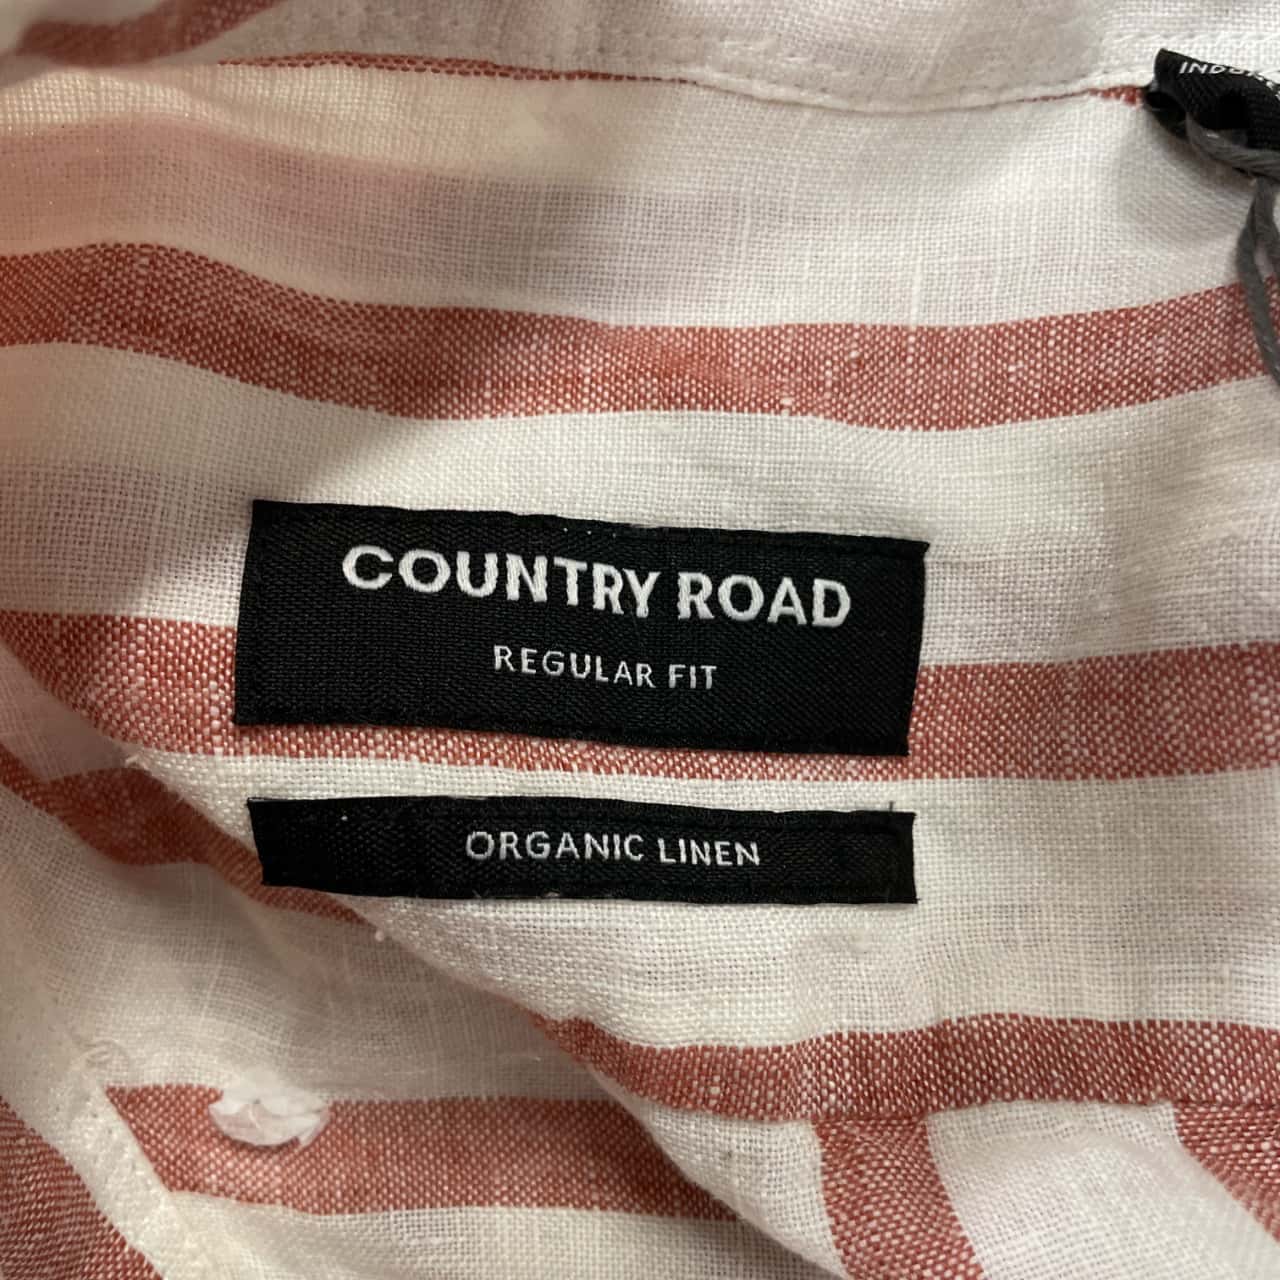 COUNTRY ROAD
REGULAR FIT
ORGANIC LINEN